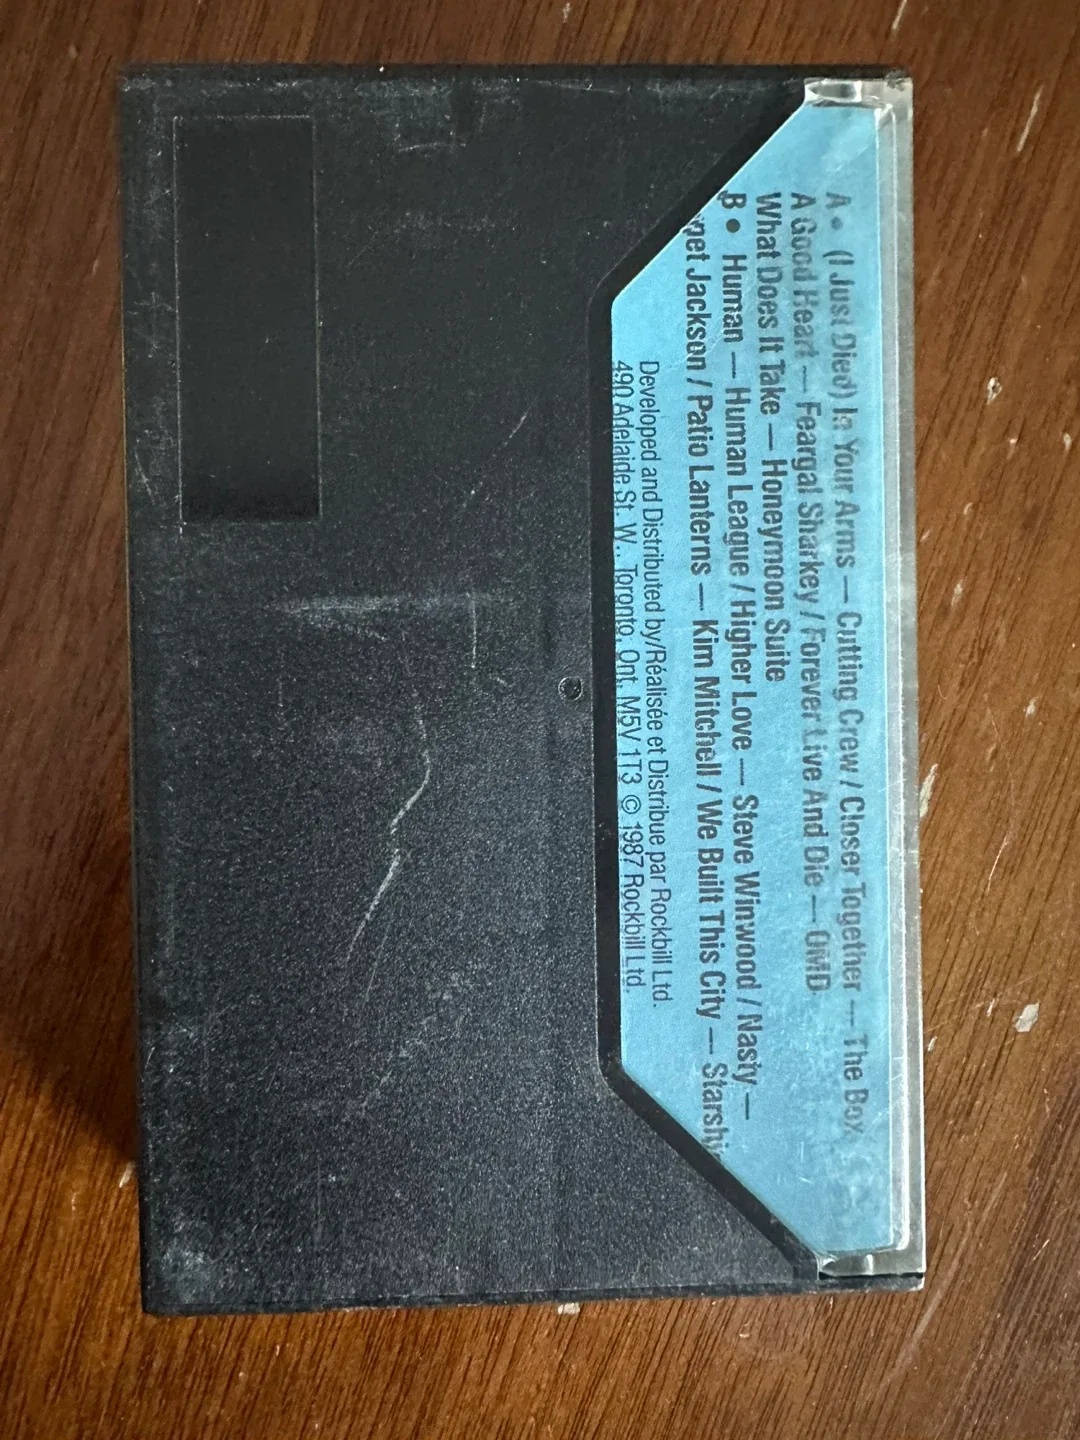 A • (I Just Died) In Your Arms — Cutting Crew / Closer Together — The Box
A Good Heart — Feargal Sharkey / Forever Live And Die — OMD
What Does It Take — Honeymoon Suite
B • Human — Human League / Higher Love — Steve Winwood / Nasty —
Jackson / Patio Lanterns — Kim Mitchell / We Built This City —
Developed and Distributed by/Réalisée et Distribue par Rockbill Ltd.
490 Adelaide St. W., Toronto, Ont. M5V 1T3 © 1987 Rockbill Ltd.